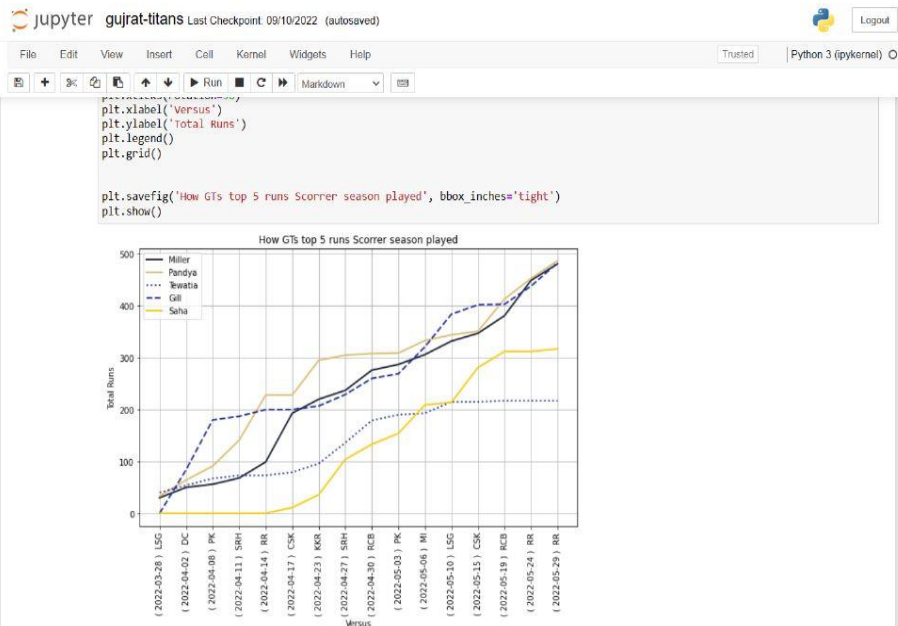 jupyter gujrat-titans Last Checkpoint: 09/10/2022 (autosaved)
Logout
File Edit View Insert Cell Kernel Widgets Help
Trusted
Python 3 (ipykernel)
Run
Markdown
plt.xlabel('Versus')
plt.ylabel('Total Runs')
plt.legend()
plt.grid()
plt.savefig('How GTs top 5 runs Scorrer season played', bbox_inches='tight')
plt.show()
How GTs top 5 runs Scorrer season played
Miller
Pandya
Tewatia
Gill
Saha
500
400
300
200
100
0
Total Runs
( 2022-03-28 ) LSG
( 2022-04-02 ) DC
( 2022-04-08 ) PK
( 2022-04-11 ) SRH
( 2022-04-14 ) RR
( 2022-04-17 ) CSK
( 2022-04-23 ) KKR
( 2022-04-27 ) SRH
( 2022-04-30 ) RCB
( 2022-05-03 ) PK
( 2022-05-06 ) MI
( 2022-05-10 ) LSG
( 2022-05-15 ) CSK
( 2022-05-19 ) RCB
( 2022-05-24 ) RR
( 2022-05-29 ) RR
Versus